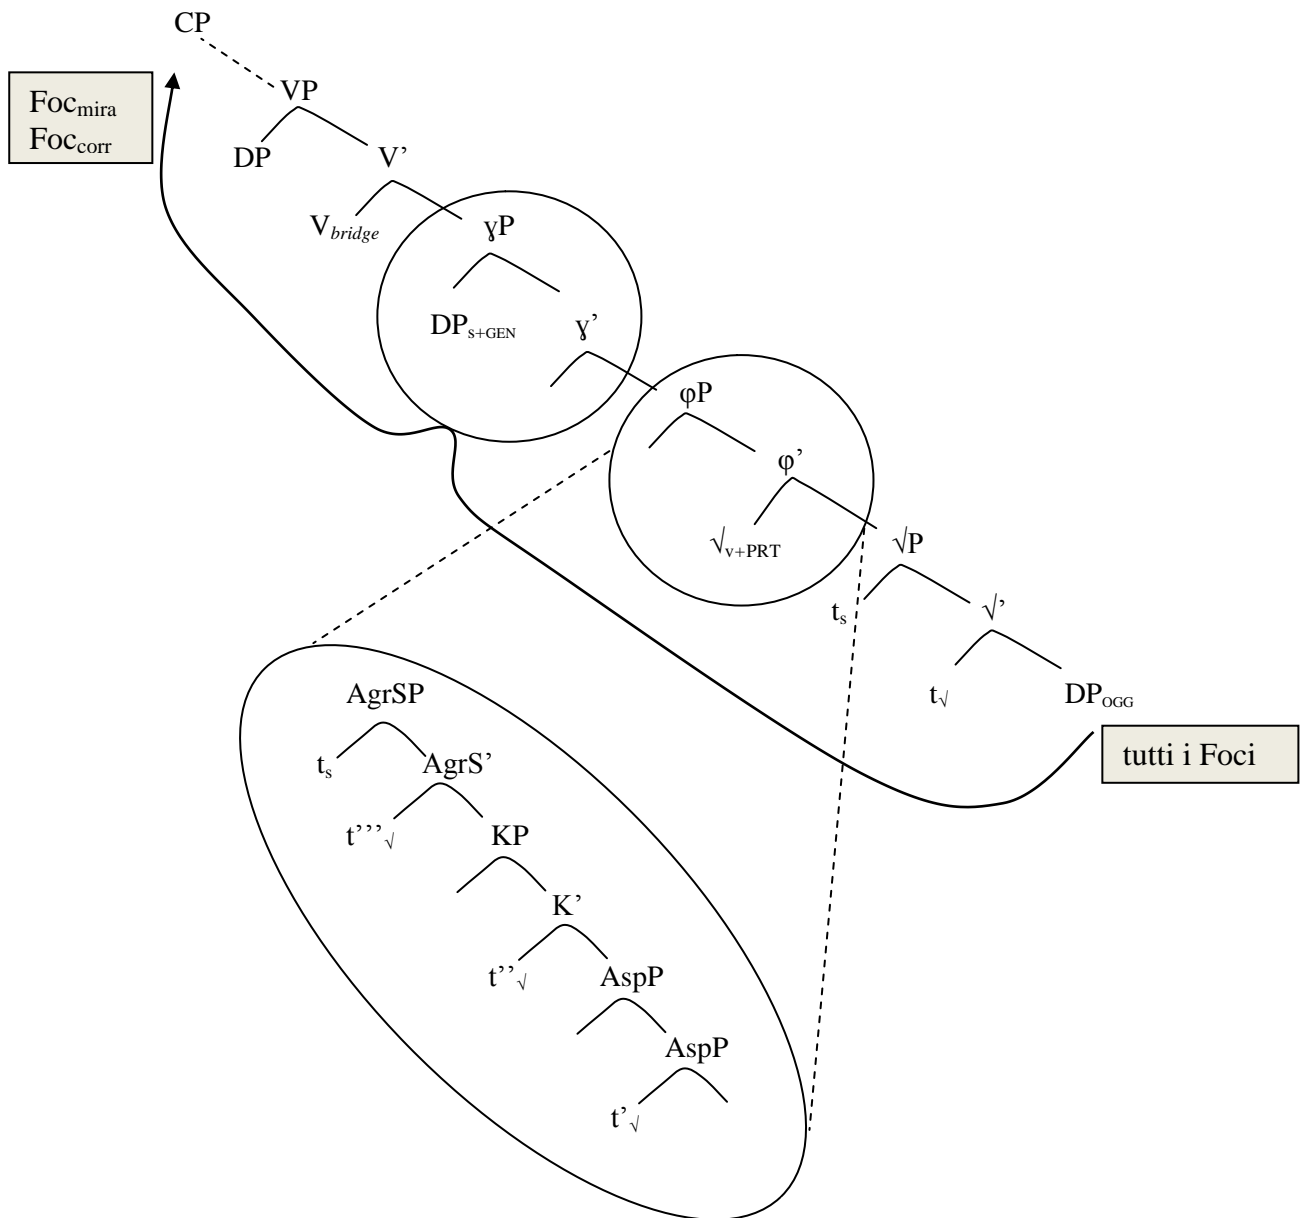 CP
VP
Foc_mira
Foc_corr
DP
V’
V_bridge
ɣP
DP_s+GEN
ɣ’
φP
φ’
√_v+PRT
√P
t_s
√’
t_√
DP_OGG
tutti i Foci
AgrSP
t_s
AgrS’
t’’’_√
KP
K’
t’’_√
AspP
AspP
t’_√